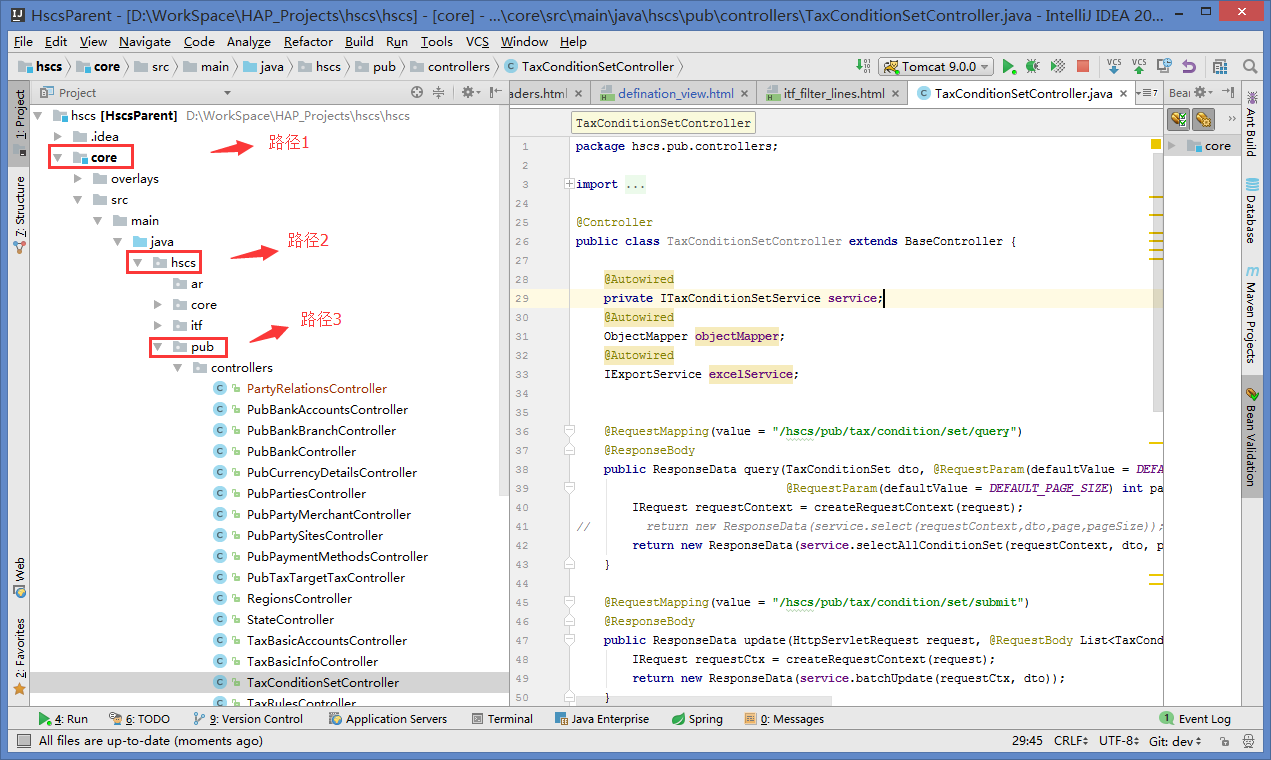 HscsParent - [D:\WorkSpace\HAP_Projects\hscs\hscs] - [core] - ...\core\src\main\java\hscs\pub\controllers\TaxConditionSetController.java - IntelliJ IDEA 20...
File Edit View Navigate Code Analyze Refactor Build Run Tools VCS Window Help
hscs core src main java hscs pub controllers TaxConditionSetController Tomcat 9.0.0 VCS VCS
Project
aders.html defination_view.html itf_filter_lines.html TaxConditionSetController.java 7 Bean
1: Project
Z: Structure
Web
2: Favorites
hscs [HscsParent] D:\WorkSpace\HAP_Projects\hscs\hscs
.idea
路径1
core
overlays
src
main
java
路径2
hscs
ar
core
itf
路径3
pub
controllers
PartyRelationsController
PubBankAccountsController
PubBankBranchController
PubBankController
PubCurrencyDetailsController
PubPartiesController
PubPartyMerchantController
PubPartySitesController
PubPaymentMethodsController
PubTaxTargetTaxController
RegionsController
StateController
TaxBasicAccountsController
TaxBasicInfoController
TaxConditionSetController
TaxRulesController
TaxConditionSetController
1 package hscs.pub.controllers;
2
3 import ...
24
25 @Controller
26 public class TaxConditionSetController extends BaseController {
27
28 @Autowired
29 private ITaxConditionSetService service;
30 @Autowired
31 ObjectMapper objectMapper;
32 @Autowired
33 IExportService excelService;
34
35
36 @RequestMapping(value = "/hscs/pub/tax/condition/set/query")
37 @ResponseBody
38 public ResponseData query(TaxConditionSet dto, @RequestParam(defaultValue = DEFA
39 @RequestParam(defaultValue = DEFAULT_PAGE_SIZE) int pa
40 IRequest requestContext = createRequestContext(request);
41 // return new ResponseData(service.select(requestContext,dto,page,pageSize));
42 return new ResponseData(service.selectAllConditionSet(requestContext, dto, p
43 }
44
45 @RequestMapping(value = "/hscs/pub/tax/condition/set/submit")
46 @ResponseBody
47 public ResponseData update(HttpServletRequest request, @RequestBody List<TaxCond
48 IRequest requestCtx = createRequestContext(request);
49 return new ResponseData(service.batchUpdate(requestCtx, dto));
50 }
core
Ant Build
Database
m Maven Projects
Bean Validation
4: Run 6: TODO 9: Version Control Application Servers Terminal Java Enterprise Spring 0: Messages 1 Event Log
All files are up-to-date (moments ago) 29:45 CRLF UTF-8 Git: dev